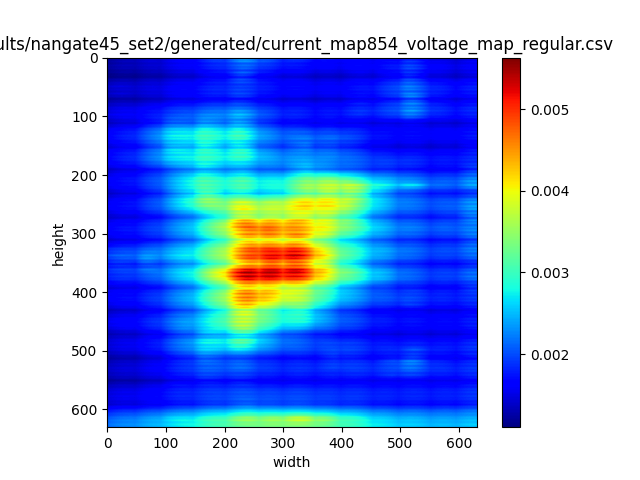 ults/nangate45_set2/generated/current_map854_voltage_map_regular.csv
0
100
200
300
400
500
600
height
0 100 200 300 400 500 600
width
0.005
0.004
0.003
0.002